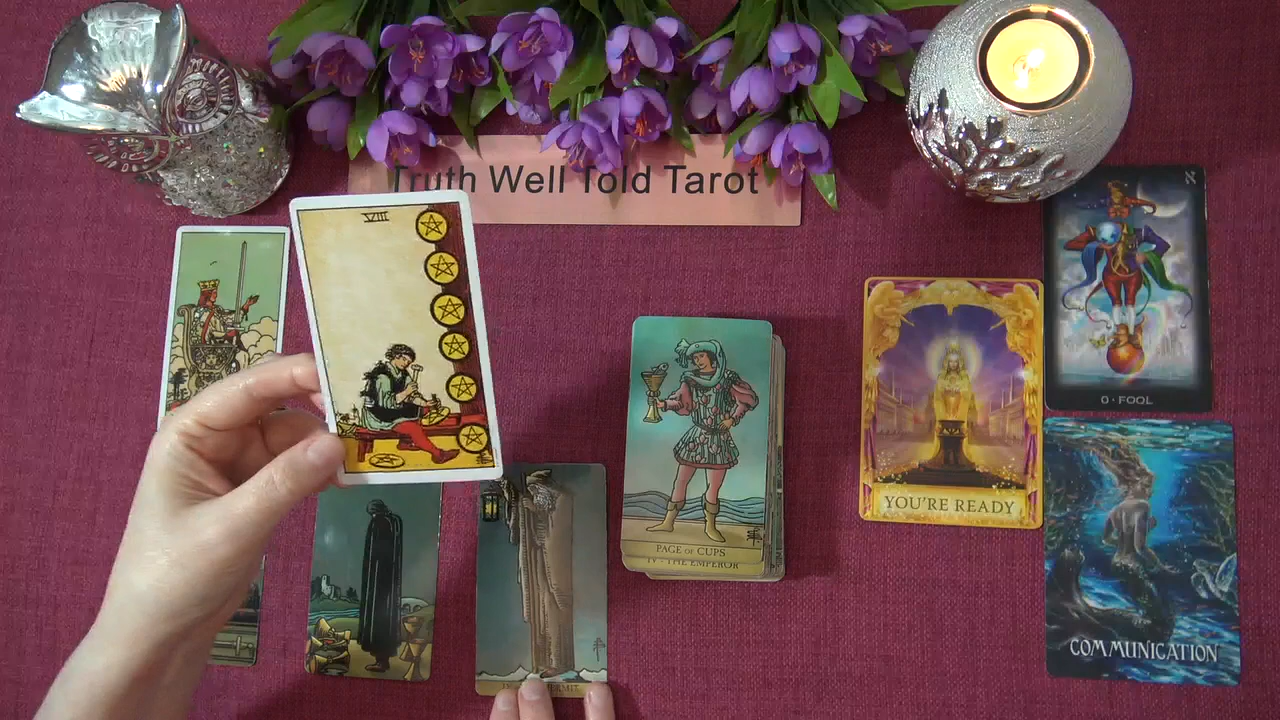 Truth Well Told Tarot
VIII
0 · FOOL
YOU'RE READY
PAGE OF CUPS
IV · THE EMPEROR
COMMUNICATION